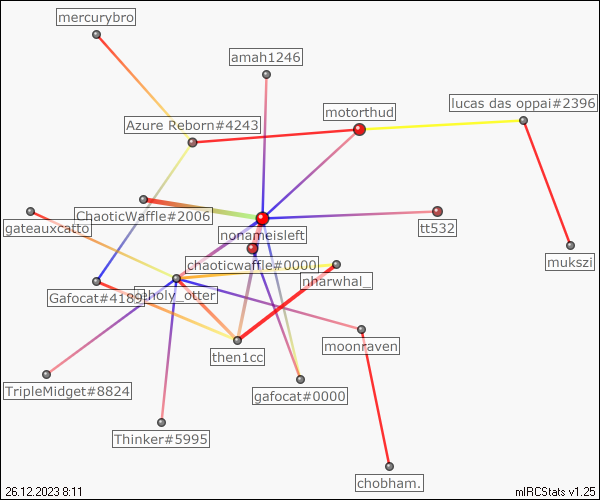 mercurybro
amah1246
lucas das oppai#2396
motorthud
Azure Reborn#4243
ChaoticWaffle#2006
gateauxcatto
nonameisleft
tt532
mukszi
chaoticwaffle#0000
nharwhal_
Gafocat#4189
holy_otter
then1cc
moonraven
TripleMidget#8824
gafocat#0000
Thinker#5995
chobham.
26.12.2023 8:11
mIRCStats v1.25